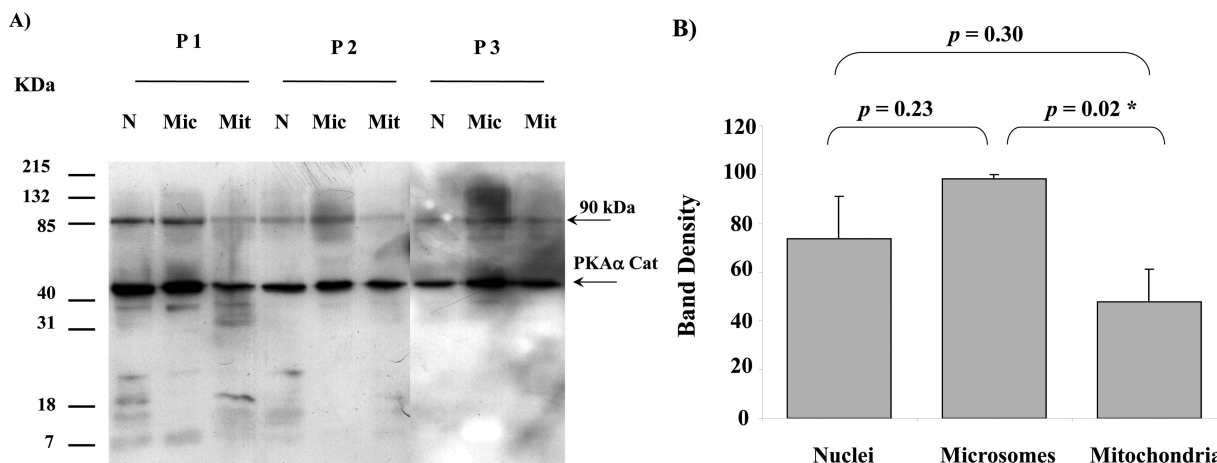 A)
P 1 P 2 P 3
KDa
N Mic Mit N Mic Mit N Mic Mit
215
132
85
40
31
18
7
90 kDa
PKAα Cat
B)
p = 0.30
p = 0.23 p = 0.02 *
Band Density
120
100
80
60
40
20
0
Nuclei Microsomes Mitochondria